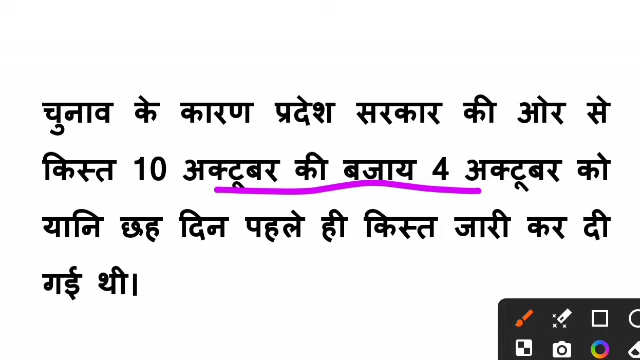 चुनाव के कारण प्रदेश सरकार की ओर से
किस्त 10 अक्टूबर की बजाय 4 अक्टूबर को
यानि छह दिन पहले ही किस्त जारी कर दी
गई थी।